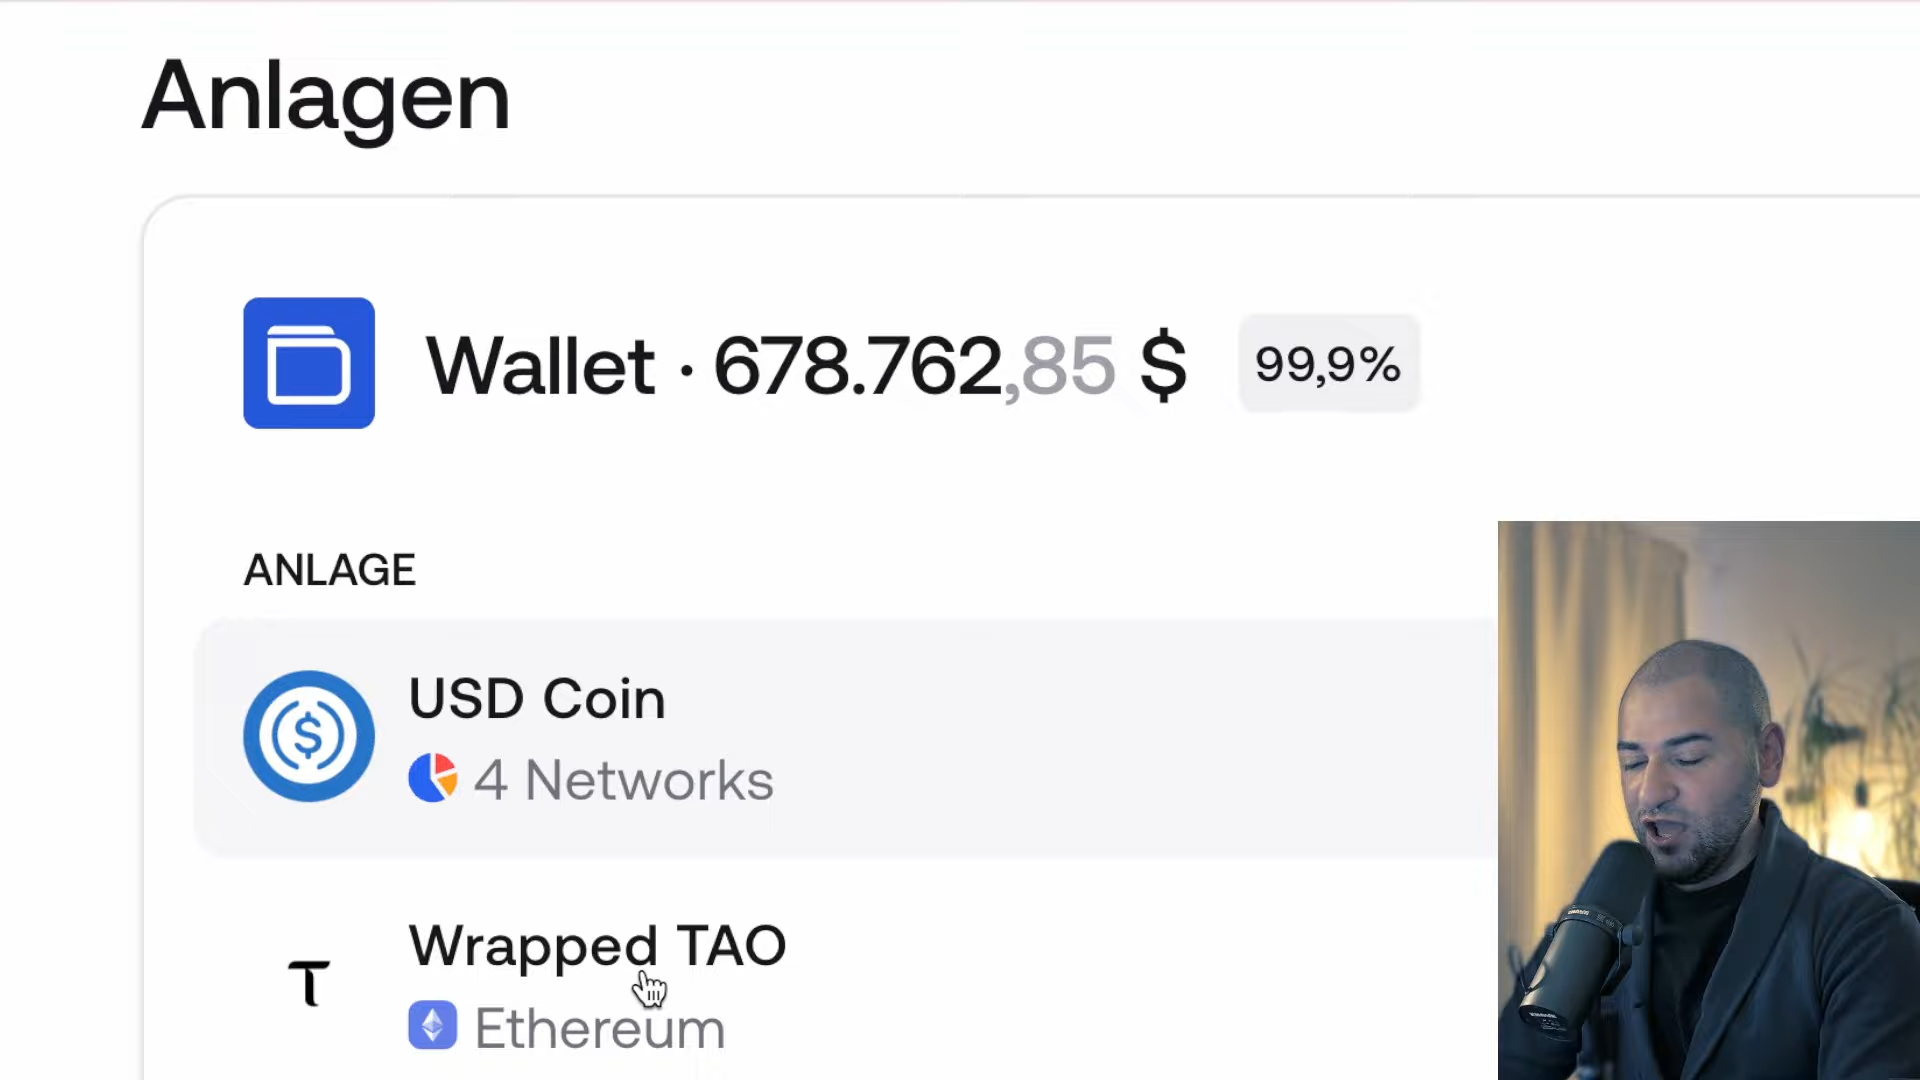 Anlagen
Wallet · 678.762,85 $ 99,9%
ANLAGE
USD Coin
4 Networks
Wrapped TAO
Ethereum